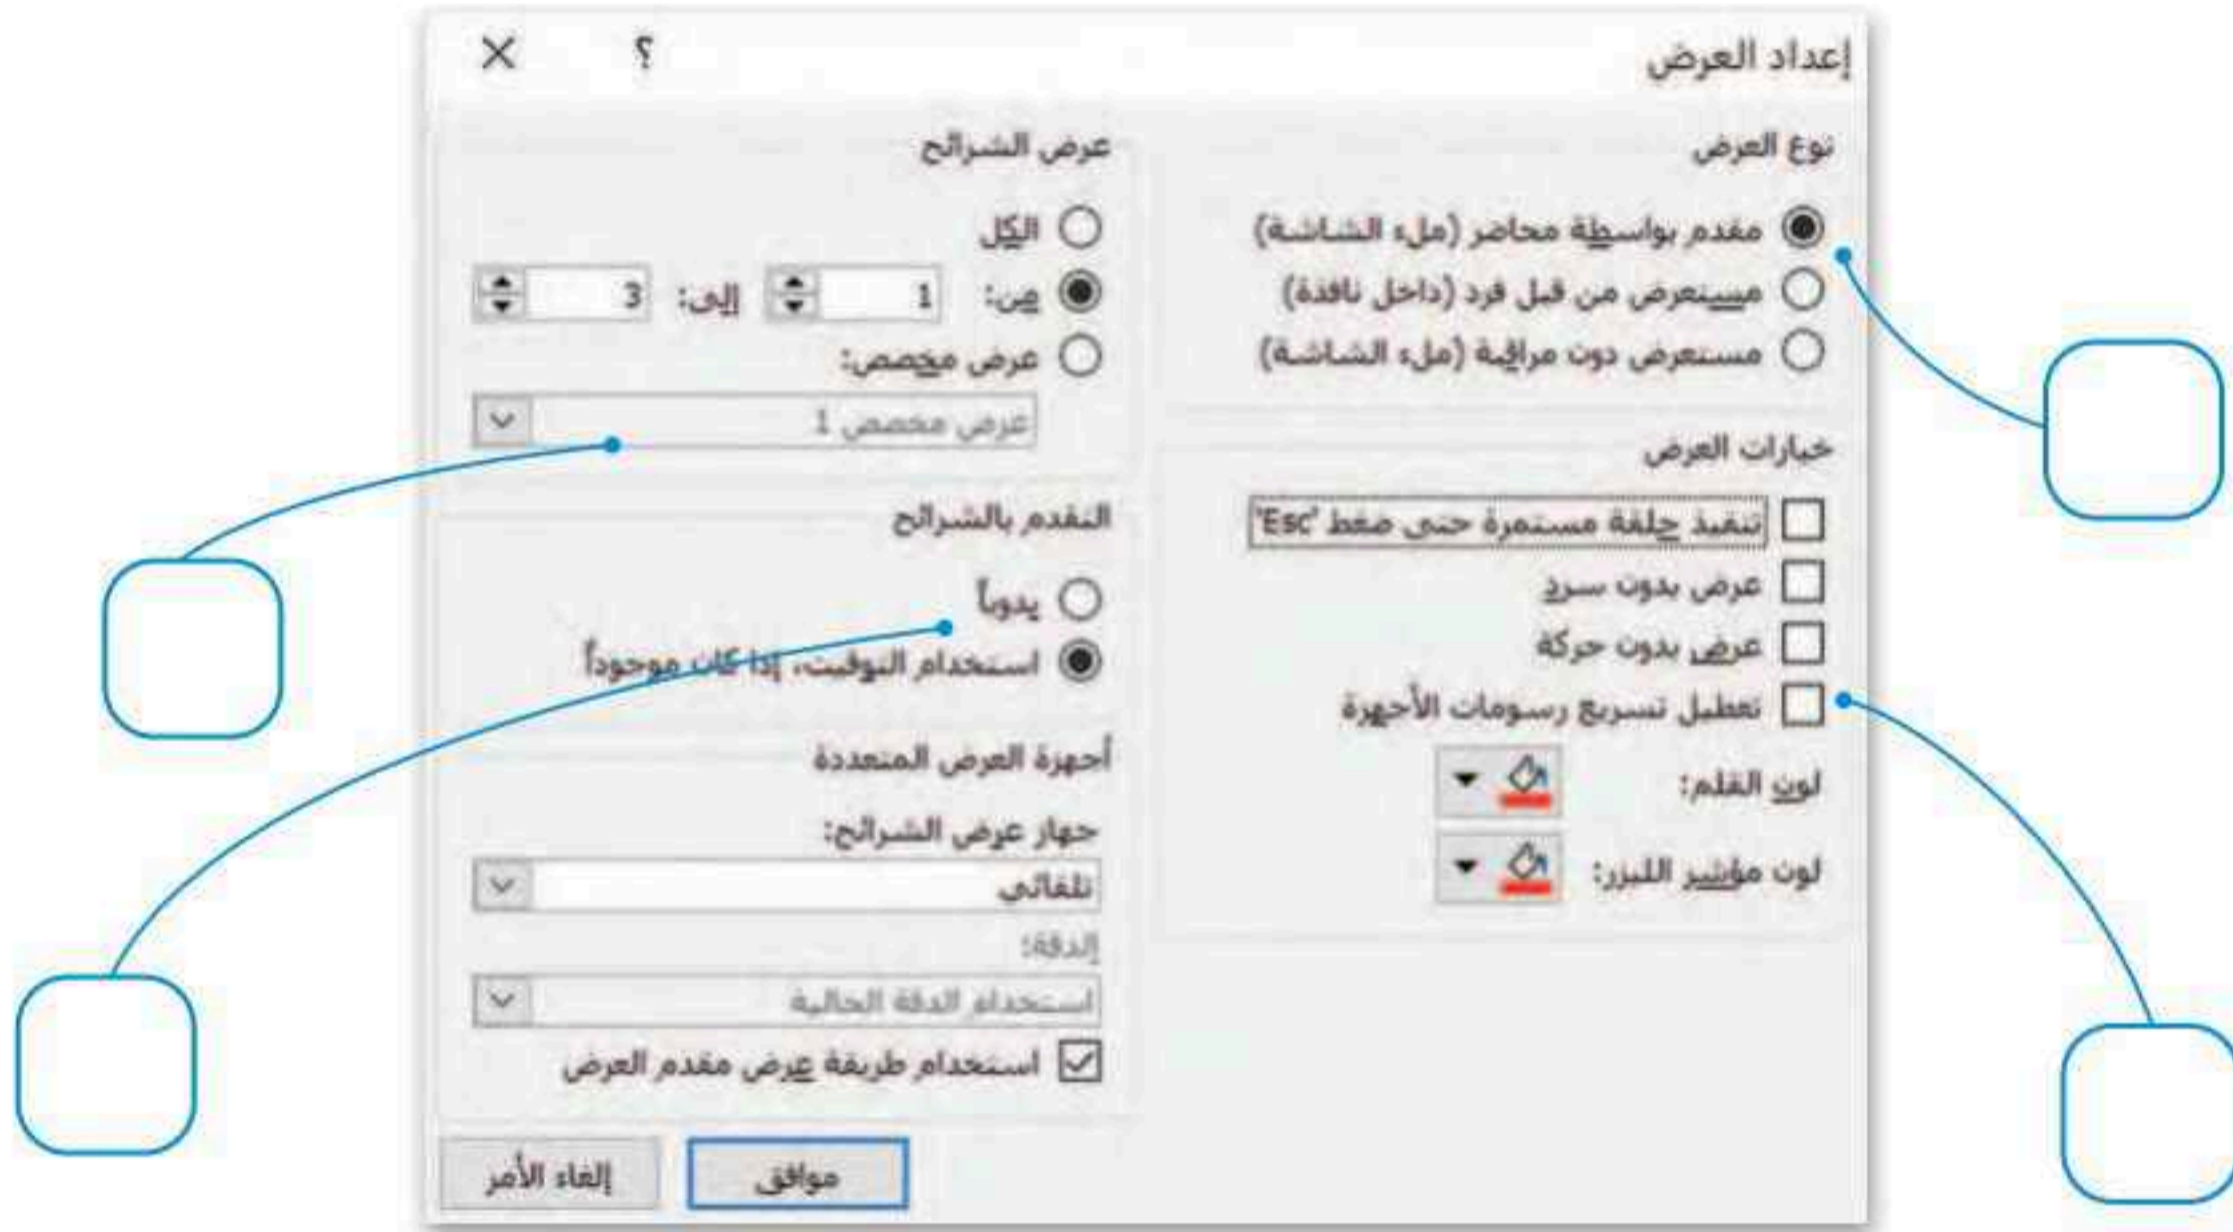 إعداد العرض
؟
نوع العرض
مقدم بواسطة محاضر (ملء الشاشة)
مستعرض من قبل فرد (داخل نافذة)
مستعرض دون مراقبة (ملء الشاشة)
خيارات العرض
تنفيذ حلقة مستمرة حتى ضغط 'Esc'
عرض بدون سرد
عرض بدون حركة
تعطيل تسريع رسومات الأجهزة
لون القلم:
لون مؤشر الليزر:
عرض الشرائح
الكل
من: 1 إلى: 3
عرض مخصص:
عرض مخصص 1
التقدم بالشرائح
يدوياً
استخدام التوقيت، إذا كان موجوداً
أجهزة العرض المتعددة
جهاز عرض الشرائح:
تلقائي
الدقة:
استخدام الدقة الحالية
استخدام طريقة عرض مقدم العرض
موافق
إلغاء الأمر